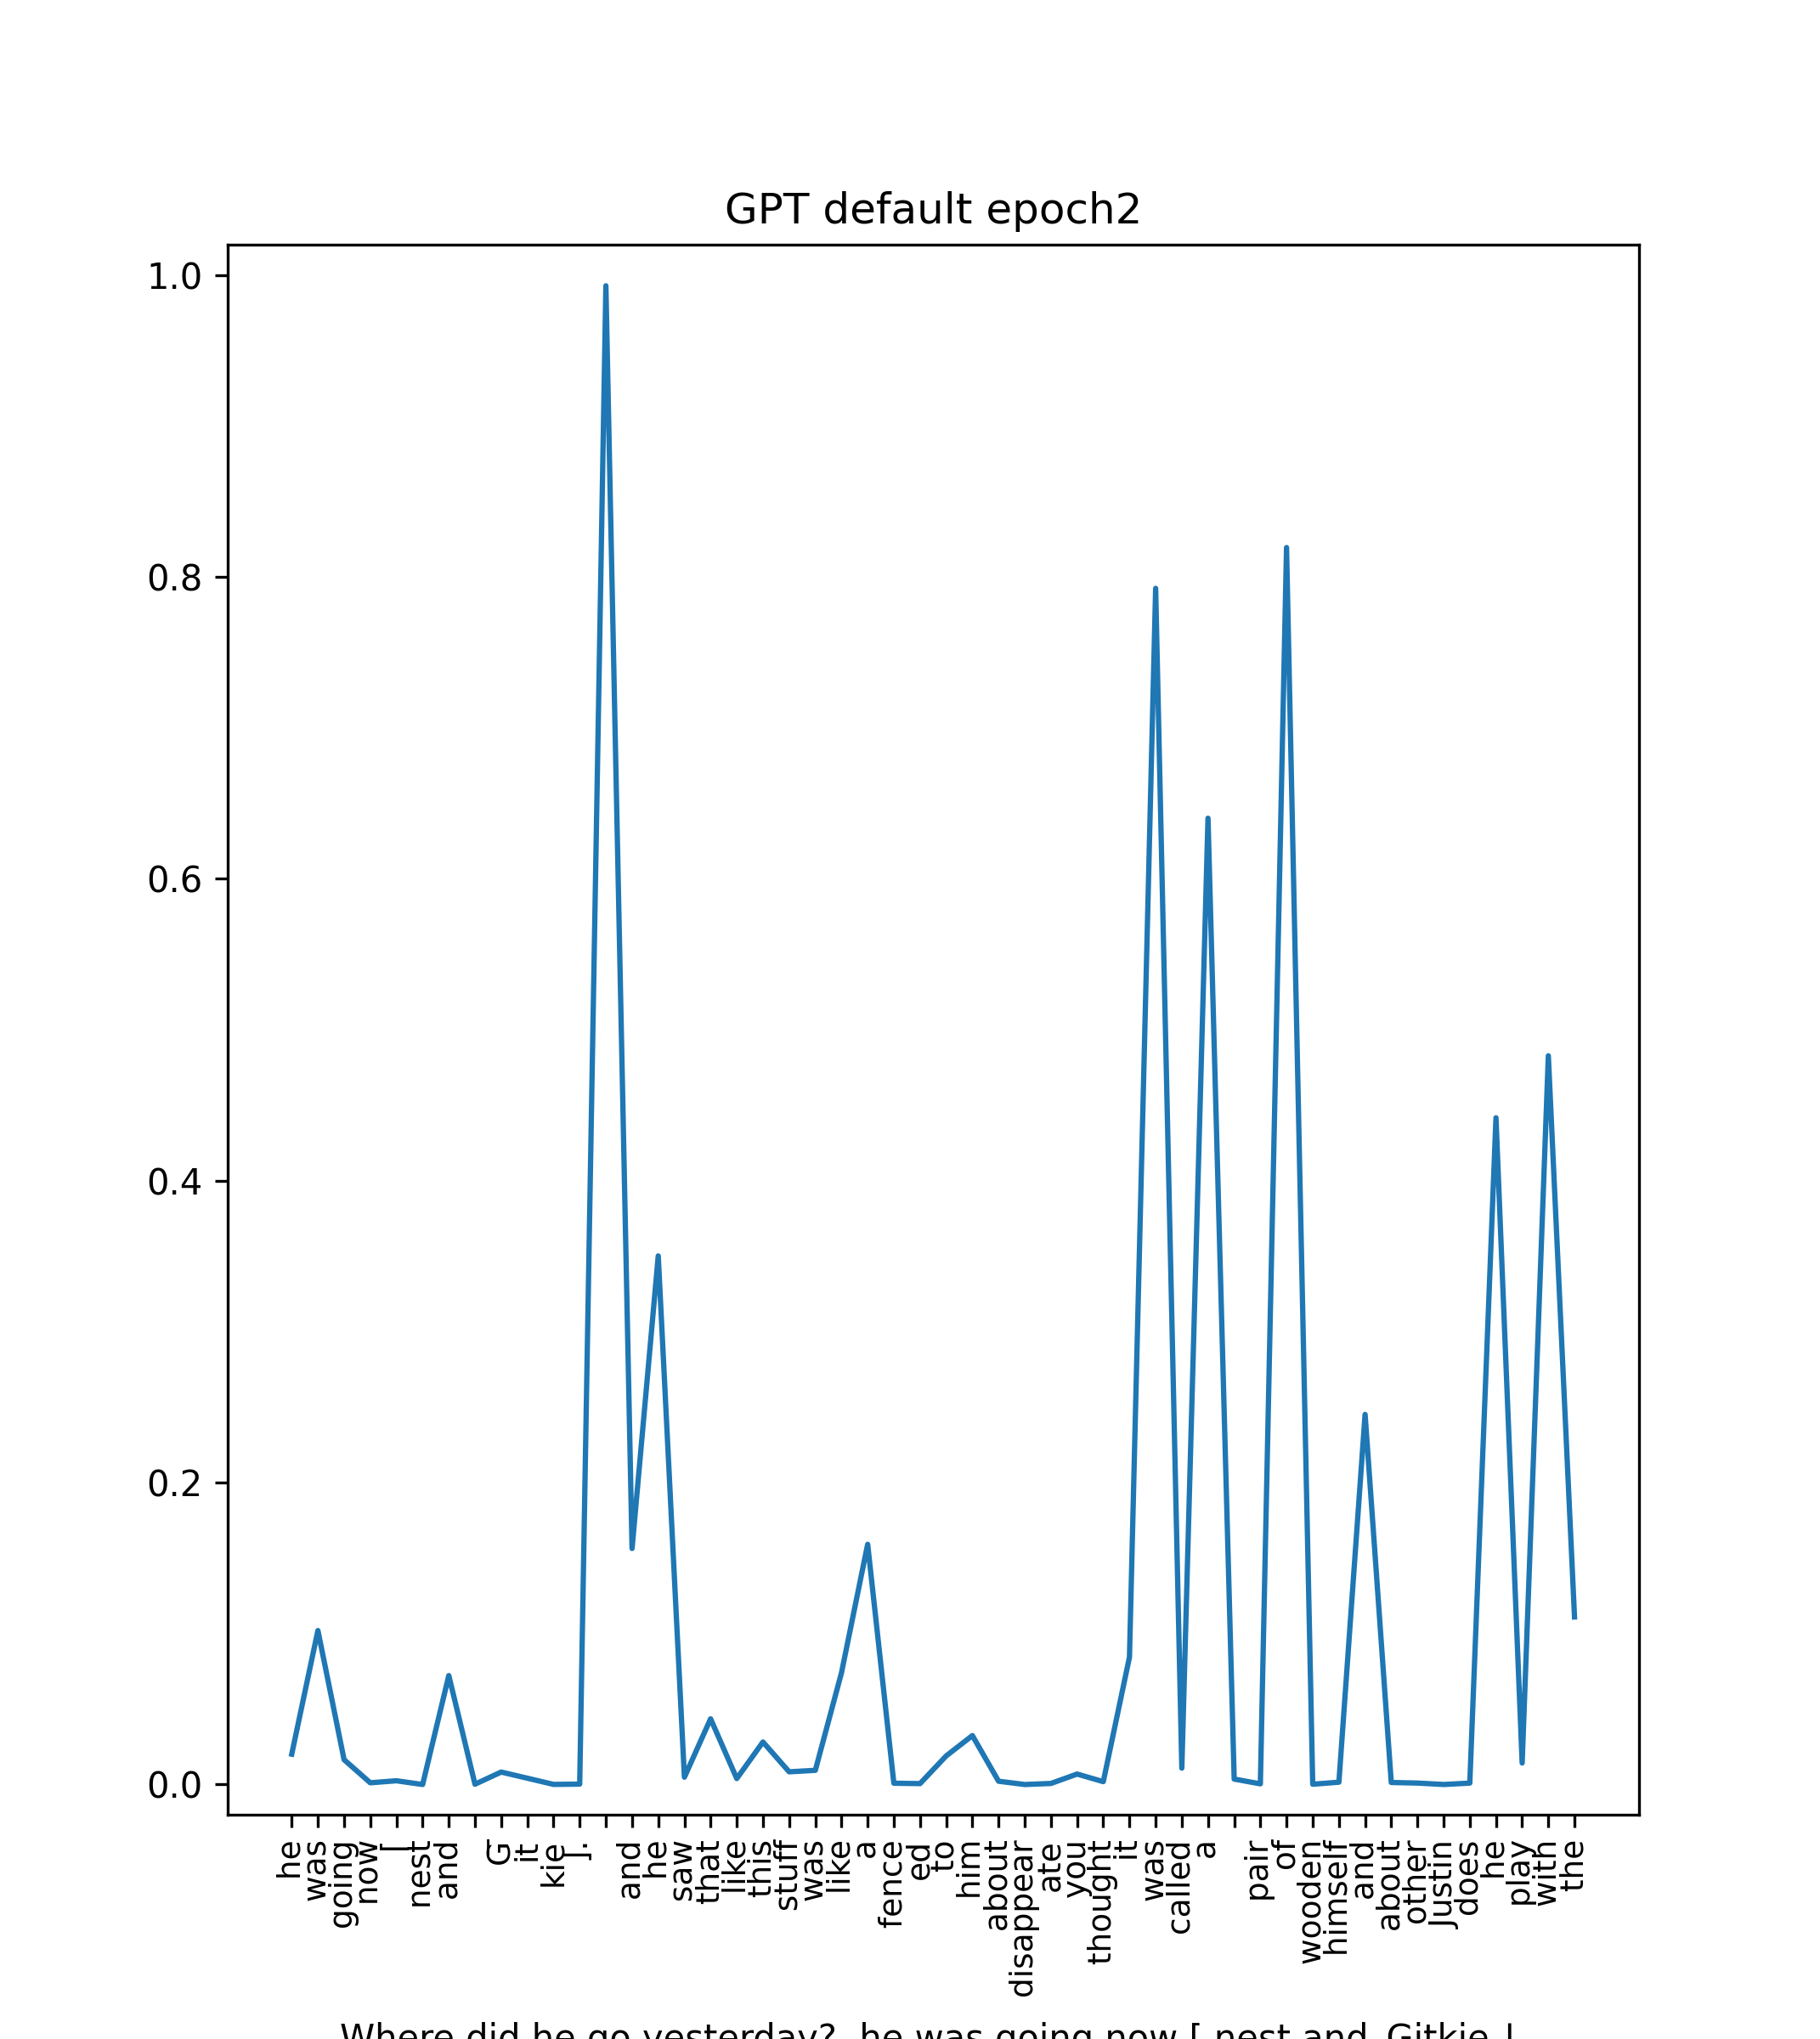 GPT default epoch2
1.0
0.8
0.6
0.4
0.2
0.0
he
was
going
now
[
nest
and
G
it
kie
].
and
he
saw
that
like
this
stuff
was
like
a
fence
ed
to
him
about
disappear
ate
you
thought
it
was
called
a
pair
of
wooden
himself
and
about
other
Justin
does
he
play
with
the
Where did he go yesterday? he was going now [ nest and Gitkie